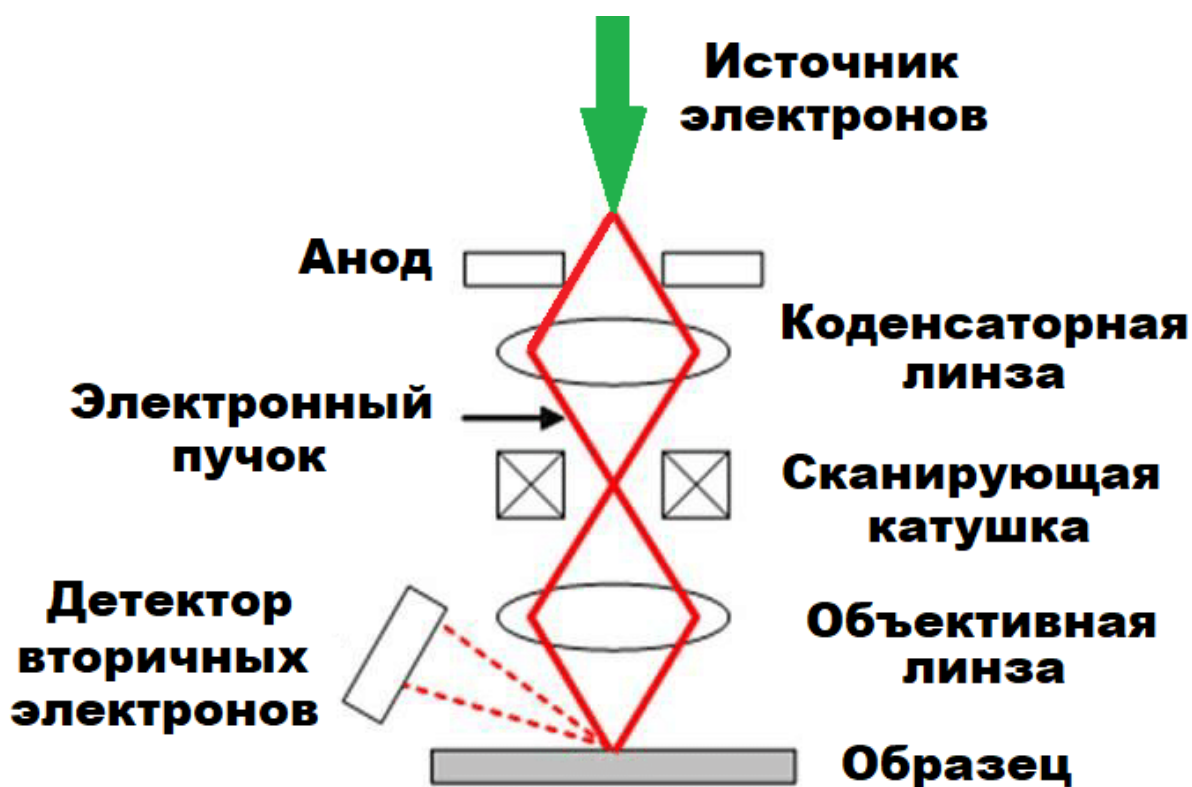 Источник
электронов
Анод
Коденсаторная
линза
Электронный
пучок
Сканирующая
катушка
Детектор
вторичных
электронов
Объективная
линза
Образец